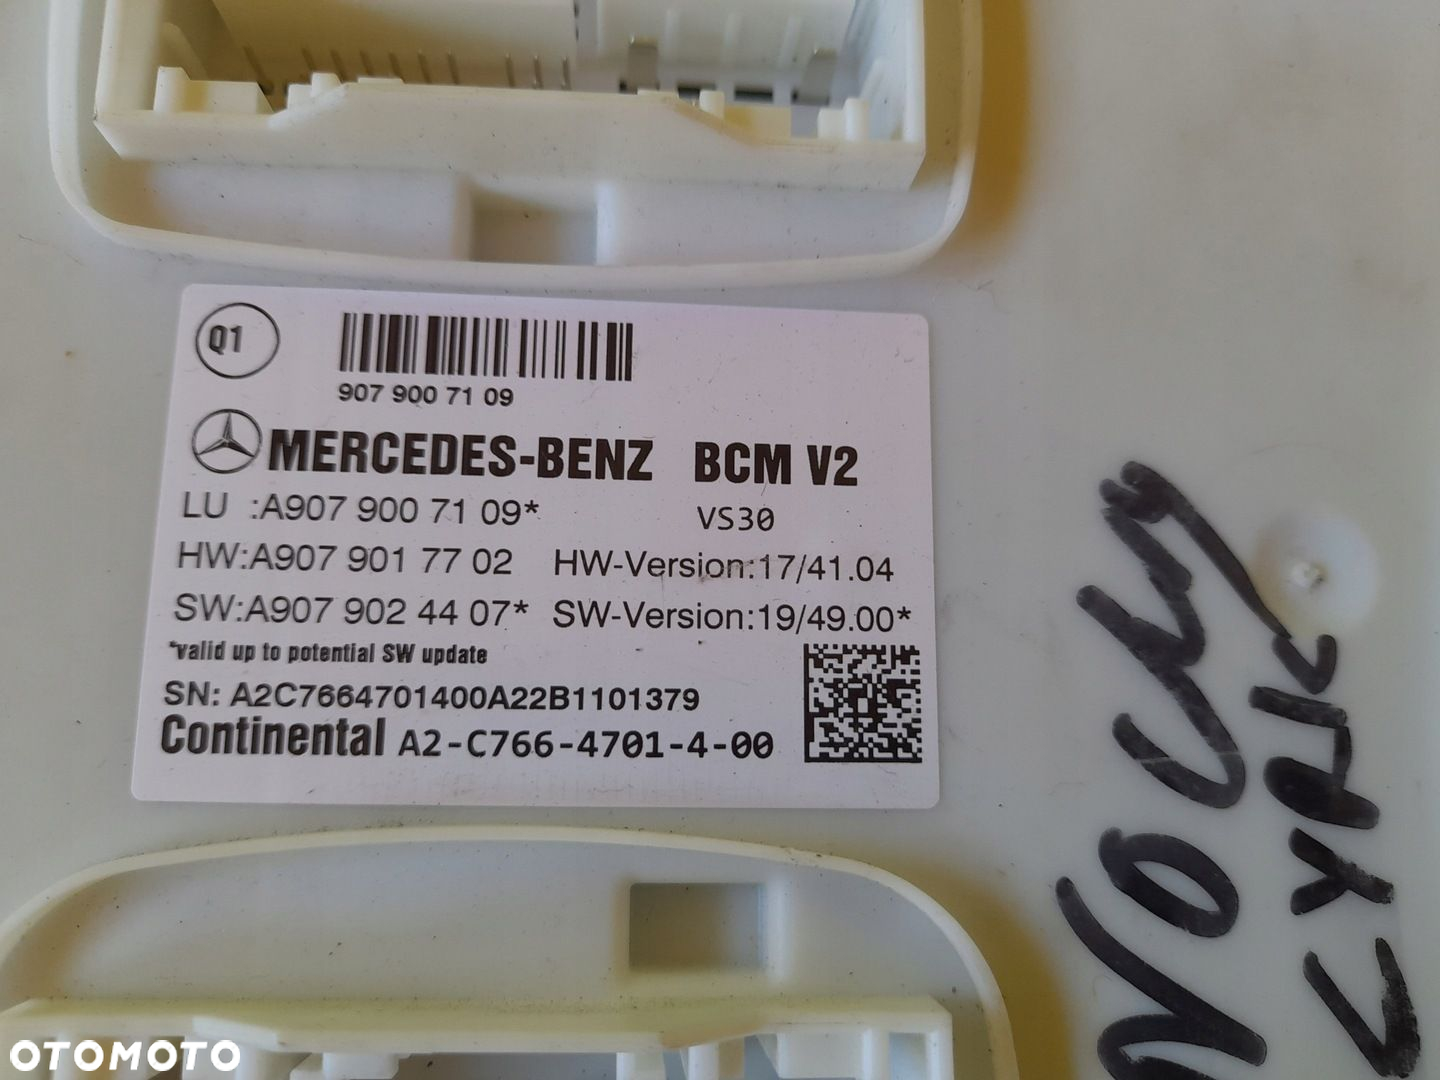 Q1
907 900 71 09
MERCEDES-BENZ BCM V2
LU :A907 900 71 09* VS30
HW:A907 901 77 02 HW-Version:17/41.04
SW:A907 902 44 07* SW-Version:19/49.00*
*valid up to potential SW update
SN: A2C7664701400A22B1101379
Continental A2-C766-4701-4-00
OTOMOTO